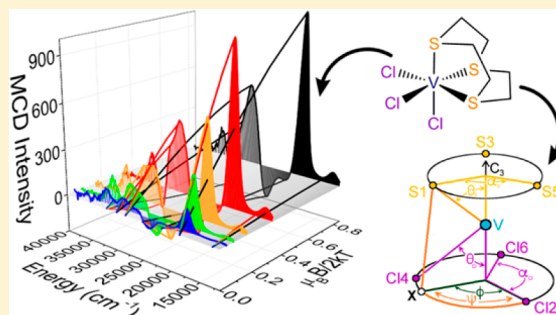 MCD Intensity
900
600
300
0
40000
35000
30000
25000
20000
15000
Energy (cm⁻¹)
0.0
0.2
0.4
0.6
0.8
μ_B B/2kT
S
S
S
Cl
Cl
Cl
V
S3
C₃
S1
S5
θ
α
V
Cl6
Cl4
θ
α
X
ψ
ϕ
Cl2